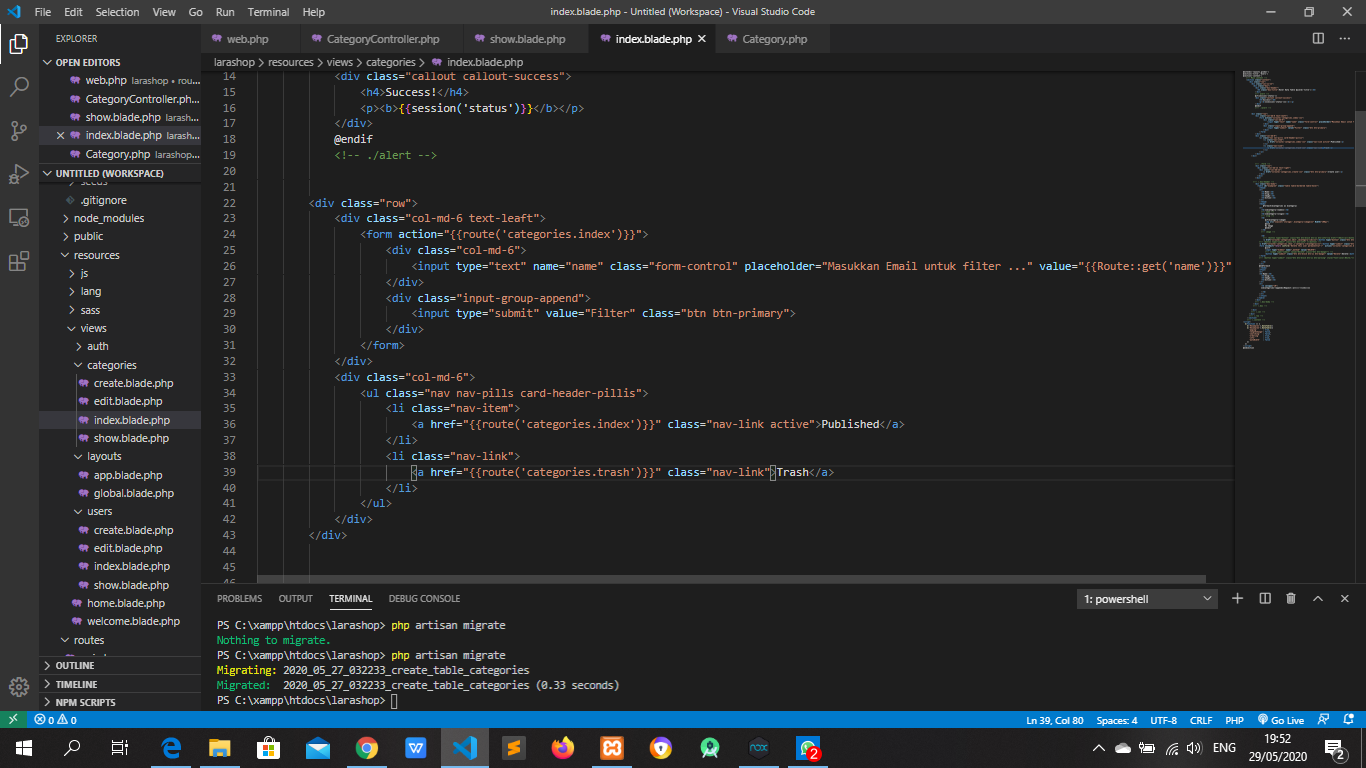 File Edit Selection View Go Run Terminal Help index.blade.php - Untitled (Workspace) - Visual Studio Code
EXPLORER
web.php CategoryController.php show.blade.php index.blade.php Category.php
OPEN EDITORS
web.php larashop • rou...
CategoryController.ph...
show.blade.php larash...
index.blade.php larash...
Category.php larashop...
UNTITLED (WORKSPACE)
seeds
.gitignore
node_modules
public
resources
js
lang
sass
views
auth
categories
create.blade.php
edit.blade.php
index.blade.php
show.blade.php
layouts
app.blade.php
global.blade.php
users
create.blade.php
edit.blade.php
index.blade.php
show.blade.php
home.blade.php
welcome.blade.php
routes
OUTLINE
TIMELINE
NPM SCRIPTS
larashop > resources > views > categories > index.blade.php
14 <div class="callout callout-success">
15 <h4>Success!</h4>
16 <p><b>{{session('status')}}</b></p>
17 </div>
18 @endif
19 <!-- ./alert -->
20
21
22 <div class="row">
23 <div class="col-md-6 text-leaft">
24 <form action="{{route('categories.index')}}">
25 <div class="col-md-6">
26 <input type="text" name="name" class="form-control" placeholder="Masukkan Email untuk filter ..." value="{{Route::get('name')}}"
27 </div>
28 <div class="input-group-append">
29 <input type="submit" value="Filter" class="btn btn-primary">
30 </div>
31 </form>
32 </div>
33 <div class="col-md-6">
34 <ul class="nav nav-pills card-header-pillis">
35 <li class="nav-item">
36 <a href="{{route('categories.index')}}" class="nav-link active">Published</a>
37 </li>
38 <li class="nav-link">
39 <a href="{{route('categories.trash')}}" class="nav-link">Trash</a>
40 </li>
41 </ul>
42 </div>
43 </div>
44
45
46
PROBLEMS OUTPUT TERMINAL DEBUG CONSOLE 1: powershell
PS C:\xampp\htdocs\larashop> php artisan migrate
Nothing to migrate.
PS C:\xampp\htdocs\larashop> php artisan migrate
Migrating: 2020_05_27_032233_create_table_categories
Migrated: 2020_05_27_032233_create_table_categories (0.33 seconds)
PS C:\xampp\htdocs\larashop>
0 0 Ln 39, Col 80 Spaces: 4 UTF-8 CRLF PHP Go Live
ENG 19:52
29/05/2020
2
2